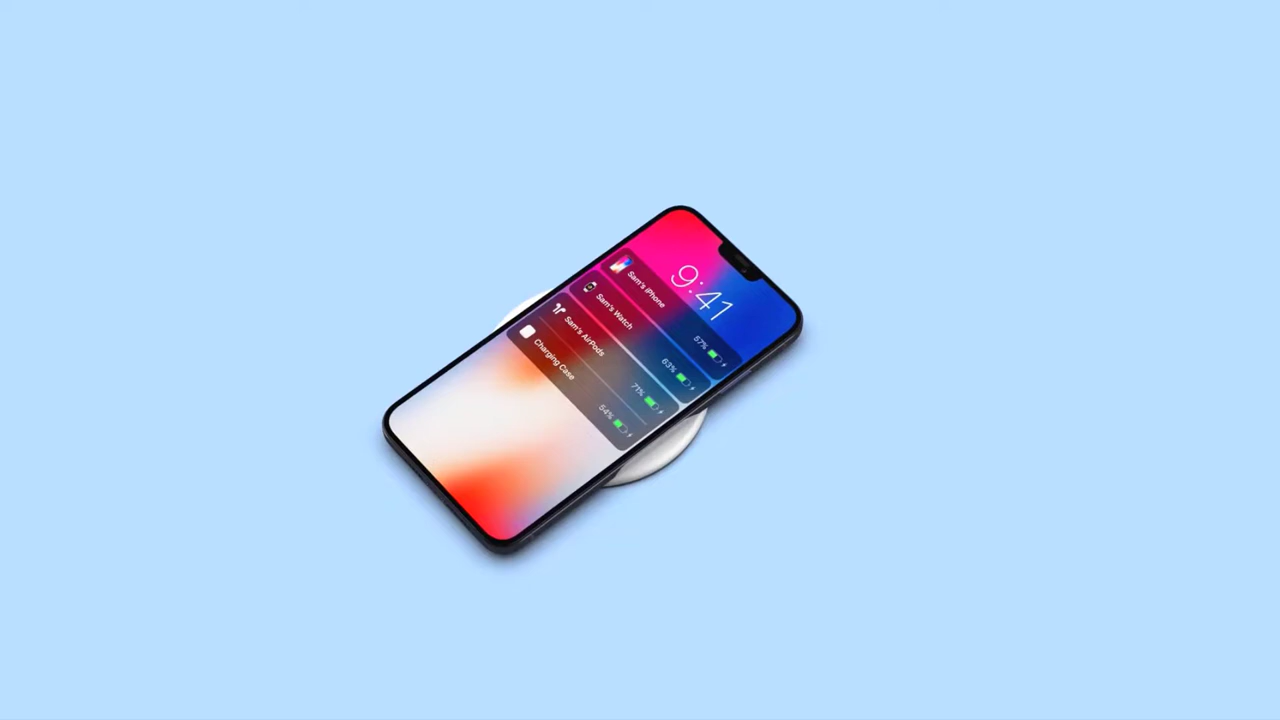 9:41
Sam's iPhone 57%
Sam's Watch 63%
Sam's AirPods 71%
Charging Case 54%